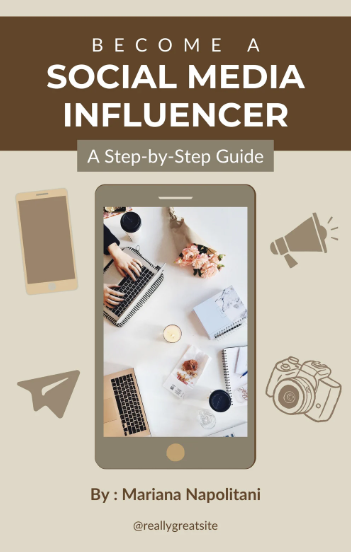 BECOME A
SOCIAL MEDIA
INFLUENCER
A Step-by-Step Guide
By : Mariana Napolitani
@reallygreatsite